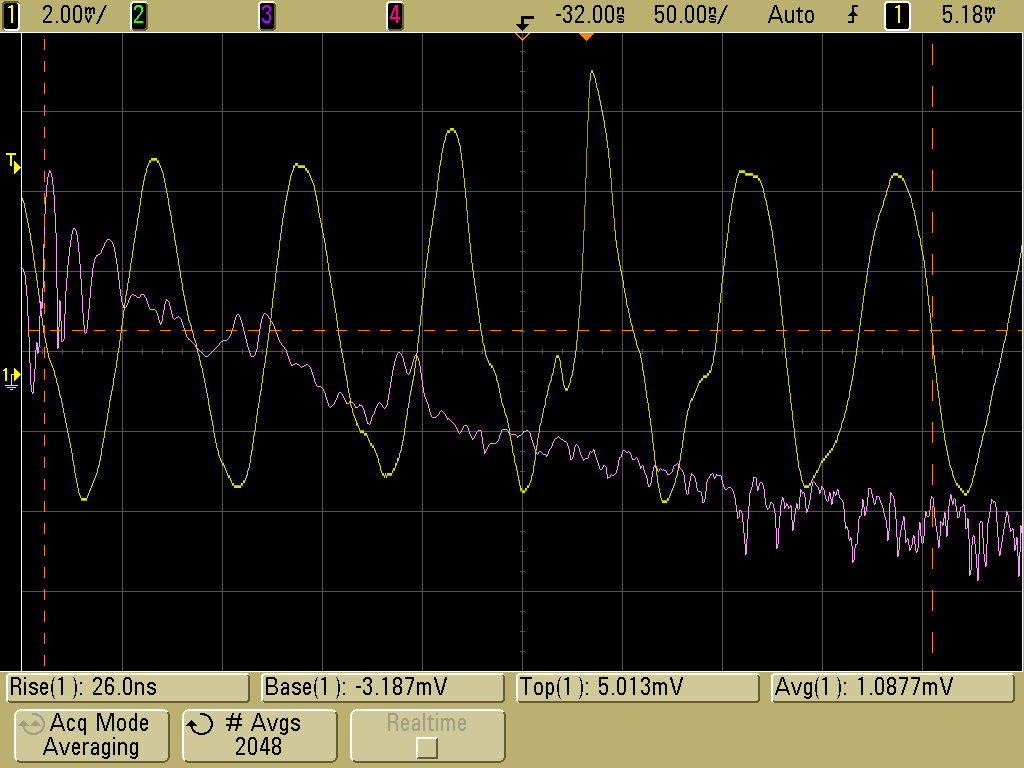 1 2.00mV/ 2 3 4 -32.00ns 50.00ns/ Auto 1 5.18mV
T
1
Rise(1): 26.0ns Base(1): -3.187mV Top(1): 5.013mV Avg(1): 1.0877mV
Acq Mode # Avgs Realtime
Averaging 2048